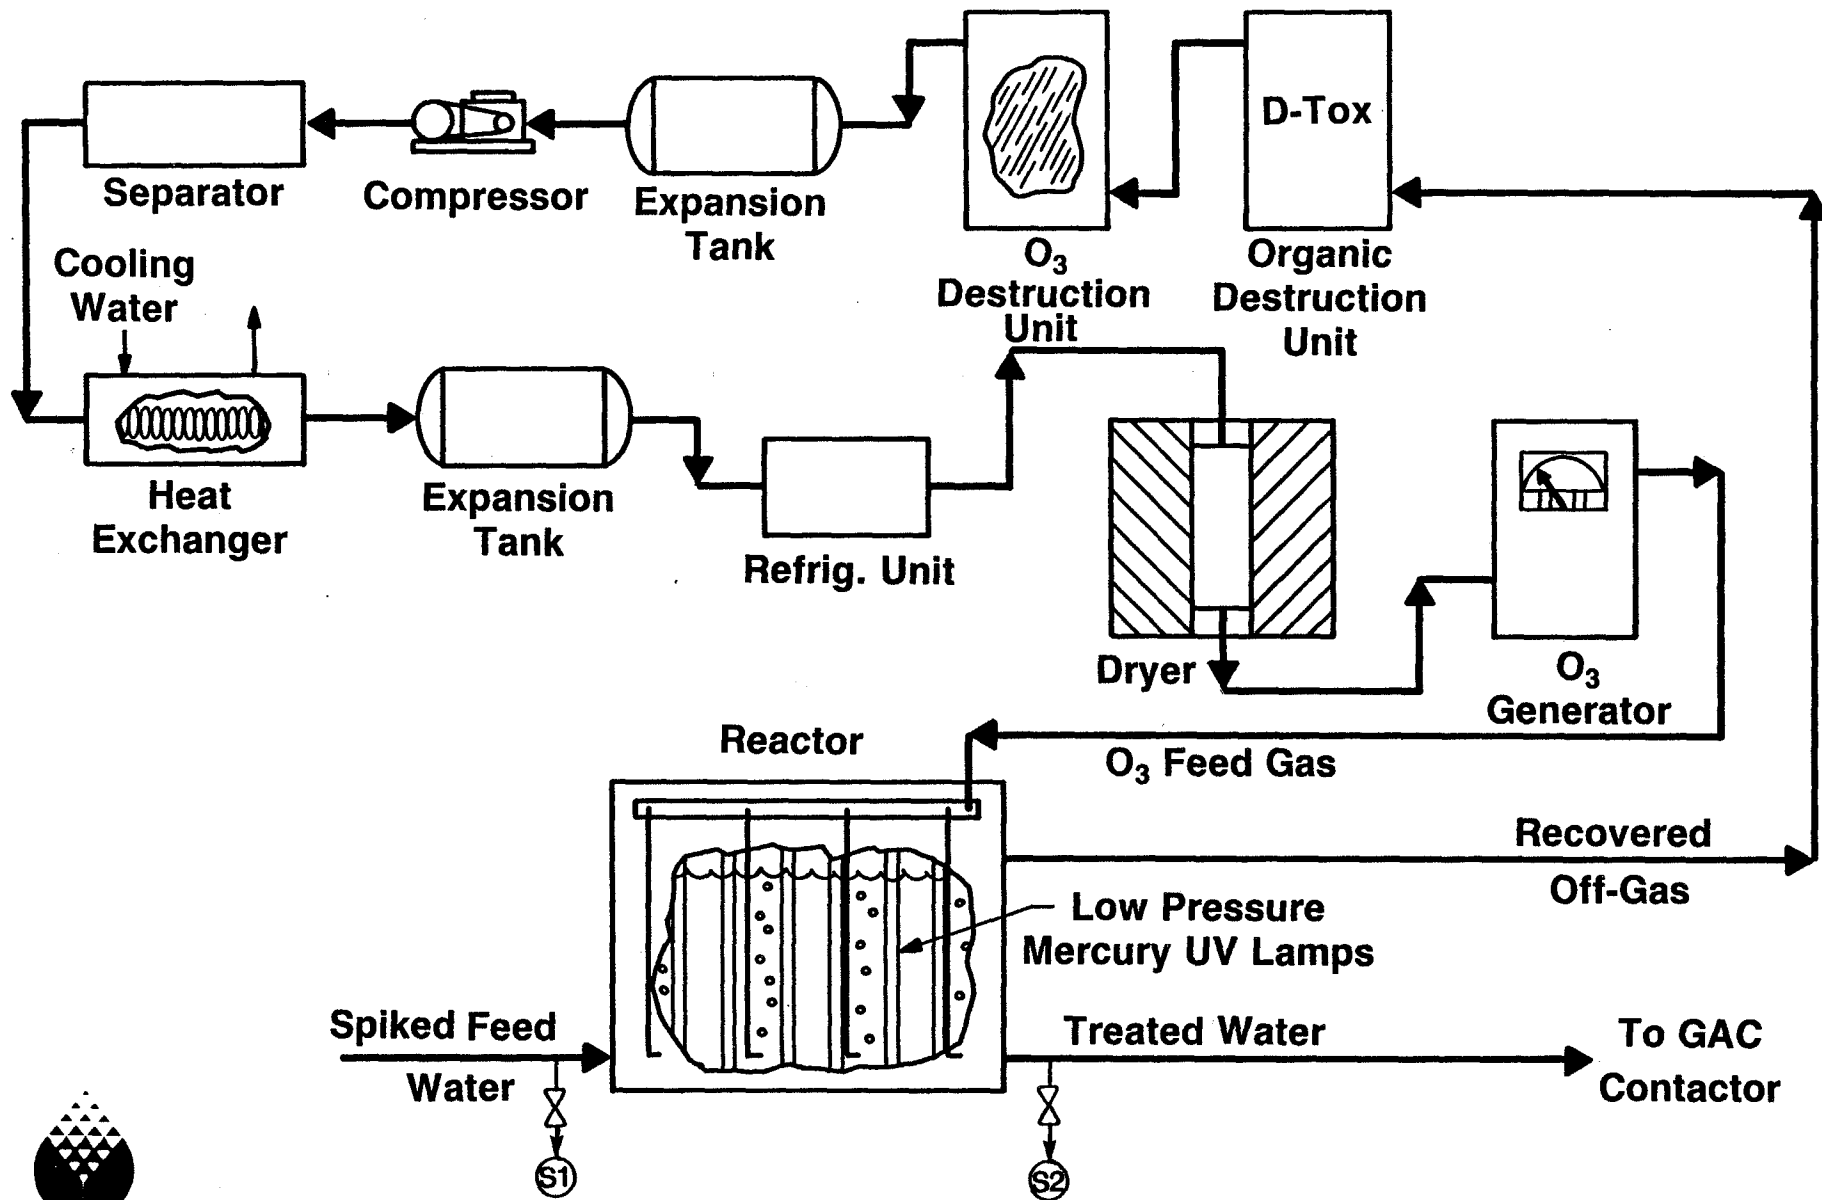 D-Tox
Separator
Compressor
Expansion
Tank
O₃
Destruction
Unit
Organic
Destruction
Unit
Cooling
Water
Heat
Exchanger
Expansion
Tank
Refrig. Unit
Dryer
O₃
Generator
Reactor
O₃ Feed Gas
Recovered
Off-Gas
Low Pressure
Mercury UV Lamps
Spiked Feed
Water
Treated Water
To GAC
Contactor
S1
S2